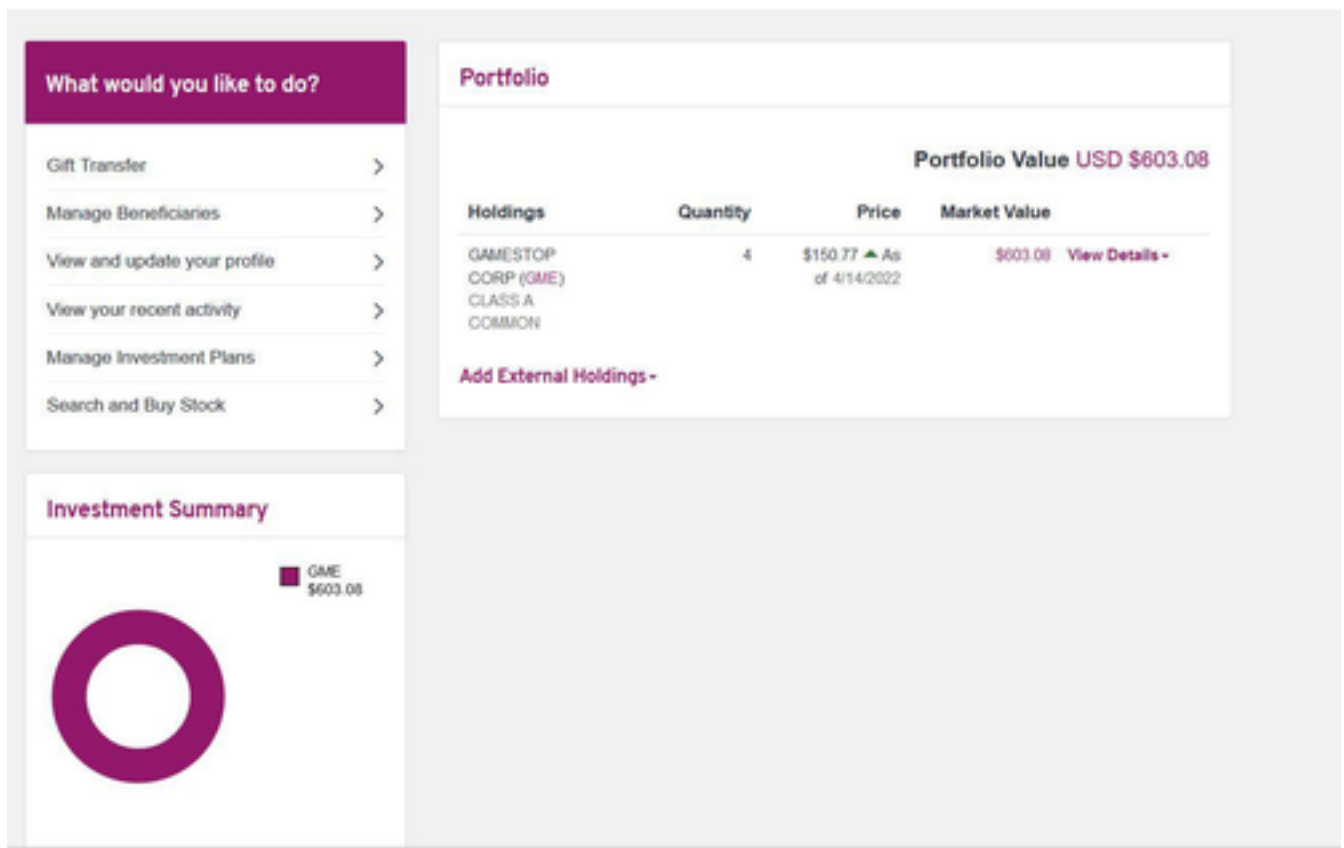 What would you like to do?
Gift Transfer
Manage Beneficiaries
View and update your profile
View your recent activity
Manage Investment Plans
Search and Buy Stock
Portfolio
Portfolio Value USD $603.08
Holdings Quantity Price Market Value
GAMESTOP 4 $150.77 ▲ As $603.08 View Details
CORP (GME) of 4/14/2022
CLASS A
COMMON
Add External Holdings
Investment Summary
GME
$603.08